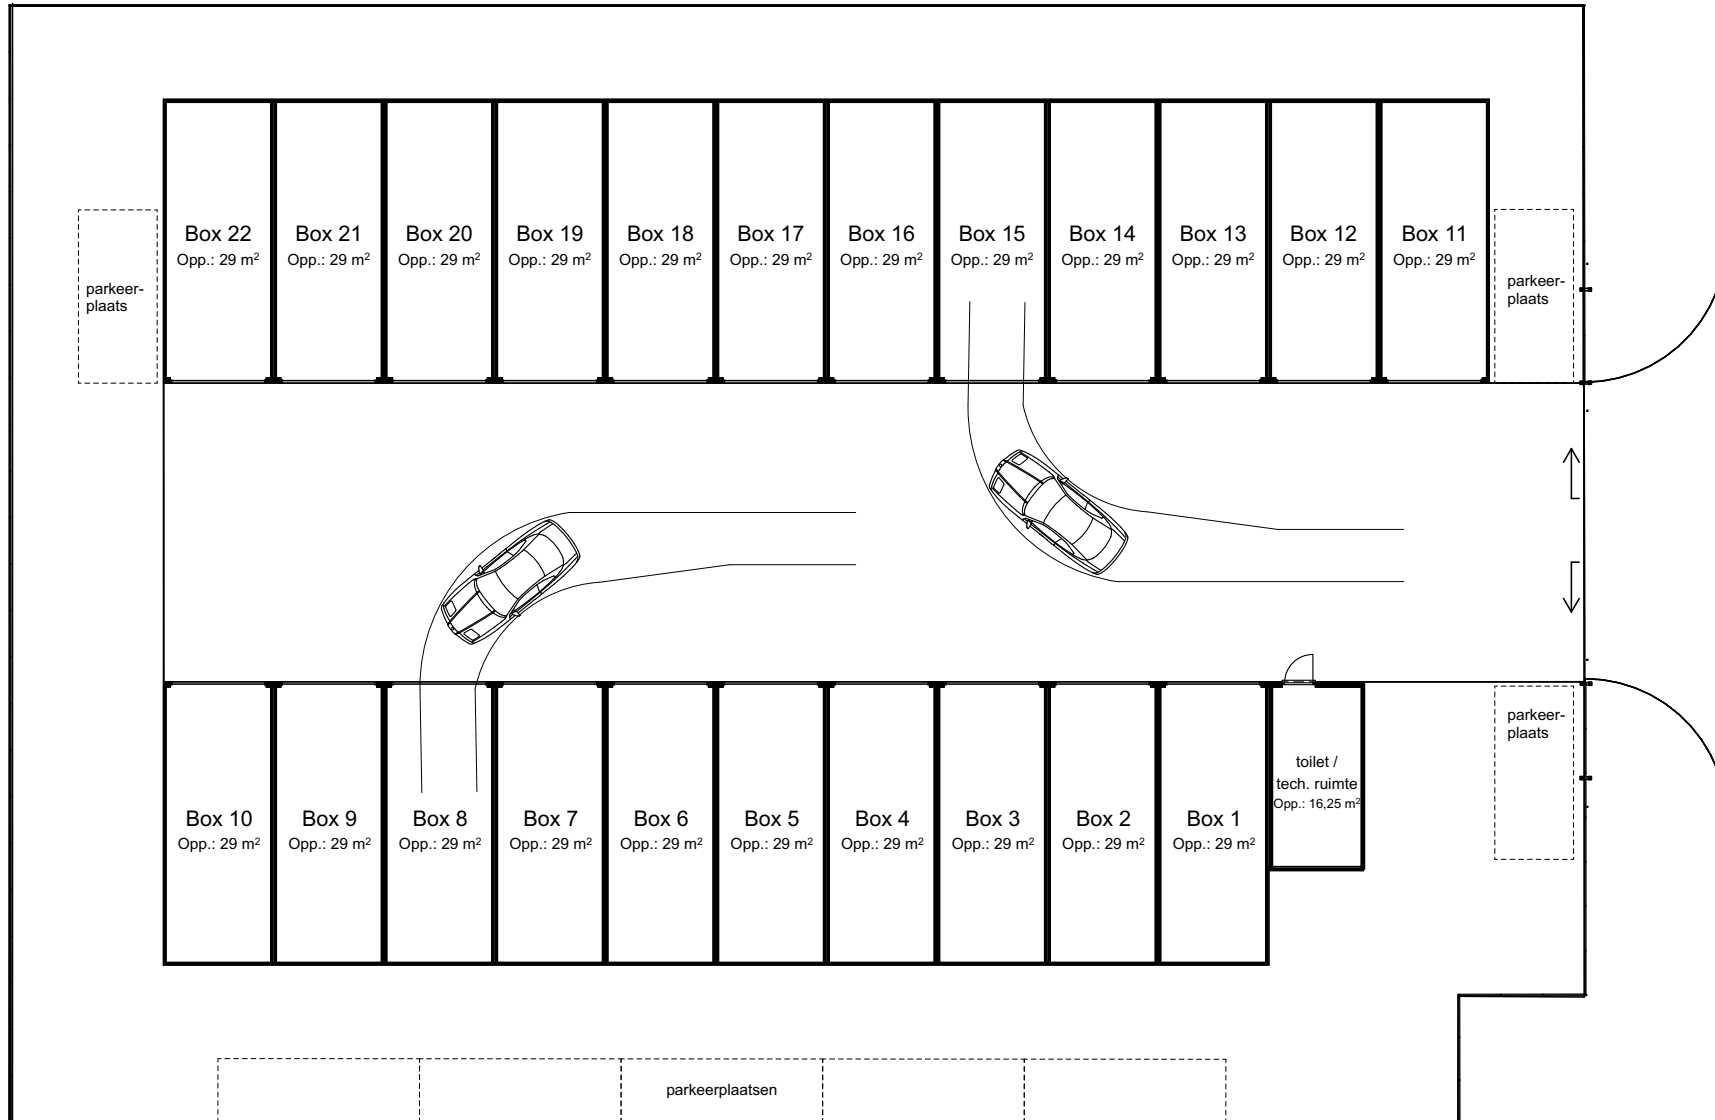 Box 22
Opp.: 29 m²
Box 21
Opp.: 29 m²
Box 20
Opp.: 29 m²
Box 19
Opp.: 29 m²
Box 18
Opp.: 29 m²
Box 17
Opp.: 29 m²
Box 16
Opp.: 29 m²
Box 15
Opp.: 29 m²
Box 14
Opp.: 29 m²
Box 13
Opp.: 29 m²
Box 12
Opp.: 29 m²
Box 11
Opp.: 29 m²
parkeer-
plaats
parkeer-
plaats
parkeer-
plaats
toilet /
tech. ruimte
Opp.: 16,25 m²
Box 10
Opp.: 29 m²
Box 9
Opp.: 29 m²
Box 8
Opp.: 29 m²
Box 7
Opp.: 29 m²
Box 6
Opp.: 29 m²
Box 5
Opp.: 29 m²
Box 4
Opp.: 29 m²
Box 3
Opp.: 29 m²
Box 2
Opp.: 29 m²
Box 1
Opp.: 29 m²
parkeerplaatsen